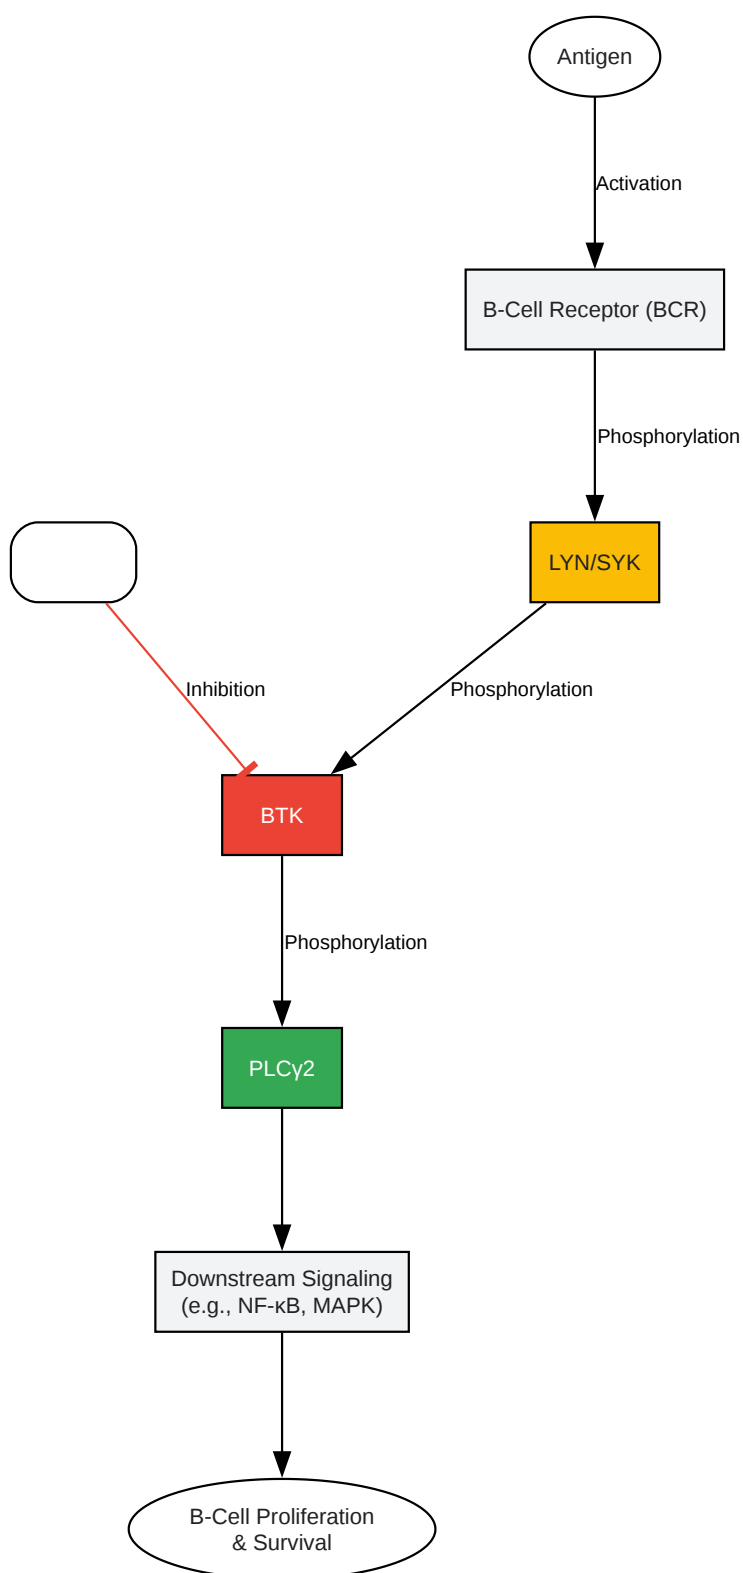 Antigen
Activation
B-Cell Receptor (BCR)
Phosphorylation
LYN/SYK
Inhibition
Phosphorylation
BTK
Phosphorylation
PLCγ2
Downstream Signaling
(e.g., NF-κB, MAPK)
B-Cell Proliferation
& Survival